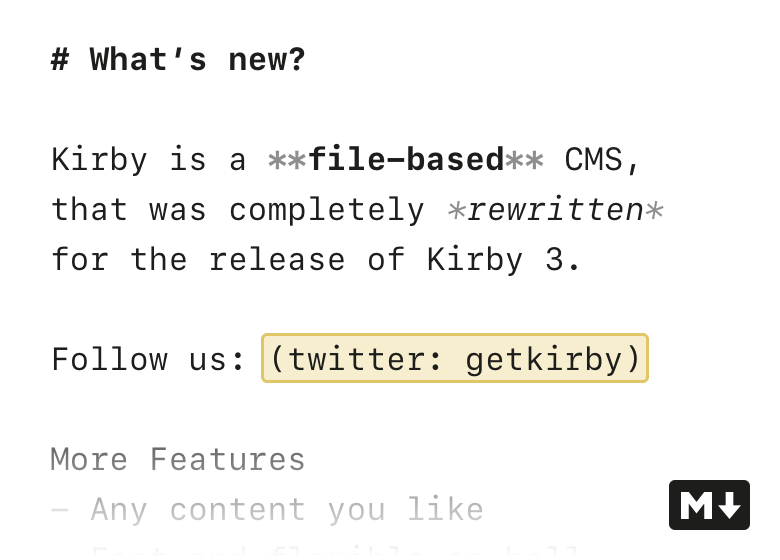 # What's new?
Kirby is a **file-based** CMS,
that was completely *rewritten*
for the release of Kirby 3.
Follow us: (twitter: getkirby)
More Features
– Any content you like
M